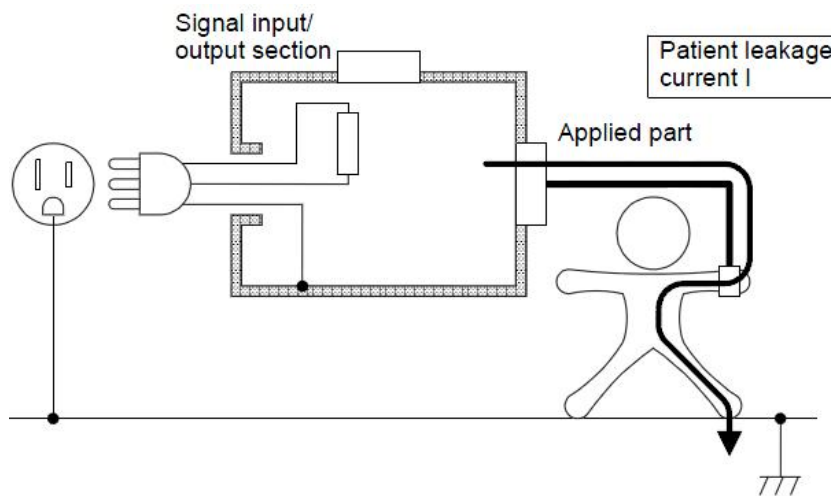 Signal input/
output section
Patient leakage
current I
Applied part